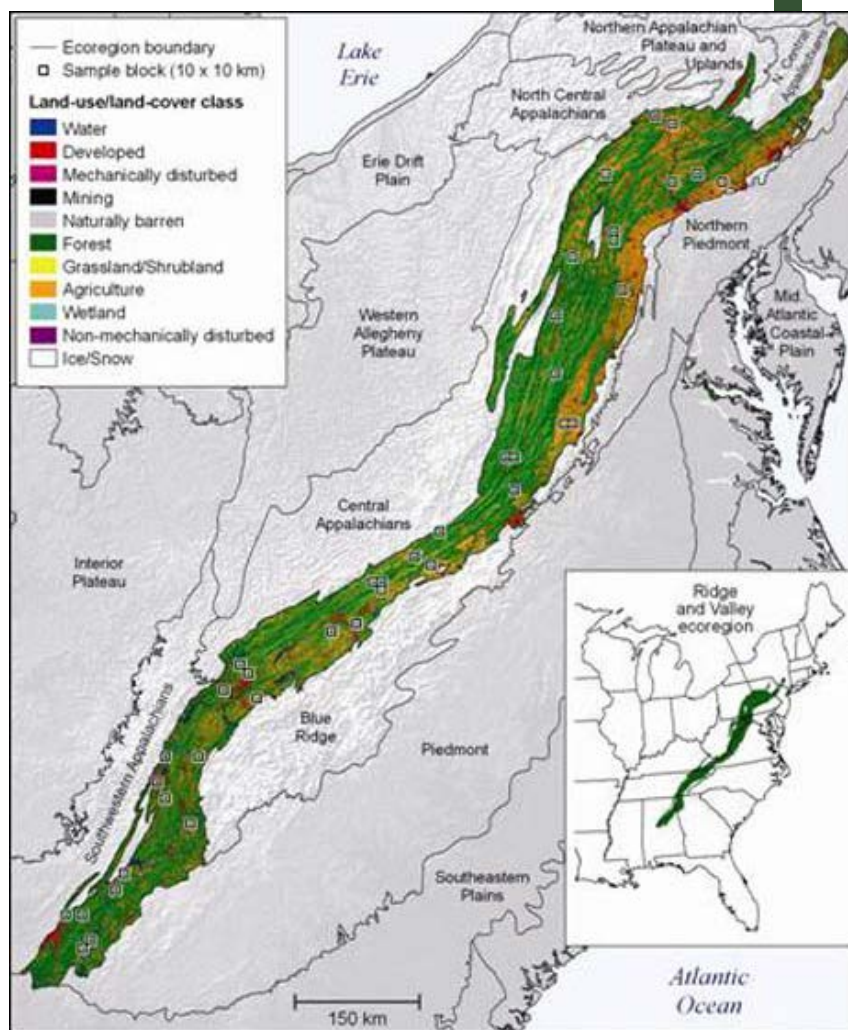 Ecoregion boundary
Sample block (10 x 10 km)
Land-use/land-cover class
Water
Developed
Mechanically disturbed
Mining
Naturally barren
Forest
Grassland/Shrubland
Agriculture
Wetland
Non-mechanically disturbed
Ice/Snow
Lake
Erie
Northern Appalachian
Plateau and
Uplands
N. Central
Appalachians
North Central
Appalachians
Erie Drift
Plain
Northern
Piedmont
Mid
Atlantic
Coastal
Plain
Western
Allegheny
Plateau
Central
Appalachians
Interior
Plateau
Southwestern Appalachians
Blue
Ridge
Piedmont
Southeastern
Plains
Ridge
and Valley
ecoregion
150 km
Atlantic
Ocean